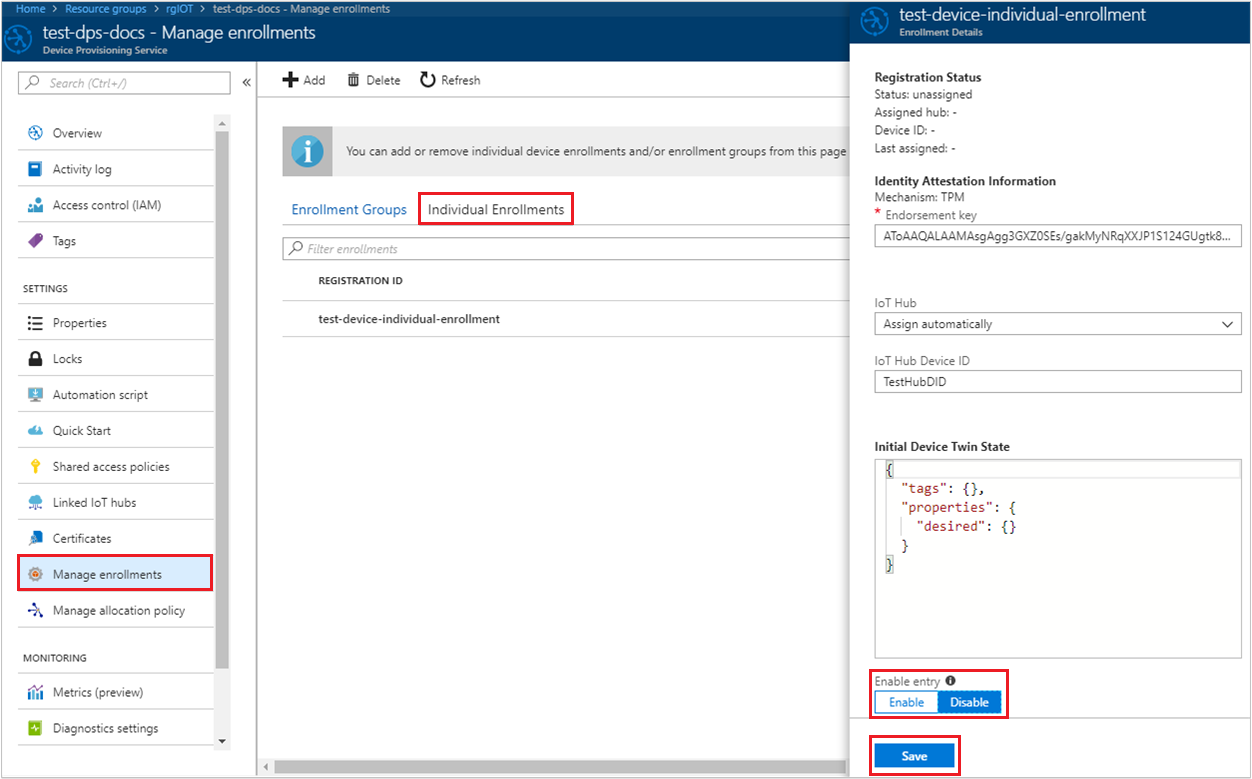 Home > Resource groups > rgIOT > test-dps-docs - Manage enrollments
test-dps-docs - Manage enrollments
Device Provisioning Service
Search (Ctrl+/)
«
Overview
Activity log
Access control (IAM)
Tags
SETTINGS
Properties
Locks
Automation script
Quick Start
Shared access policies
Linked IoT hubs
Certificates
Manage enrollments
Manage allocation policy
MONITORING
Metrics (preview)
Diagnostics settings
Add Delete Refresh
You can add or remove individual device enrollments and/or enrollment groups from this page
Enrollment Groups Individual Enrollments
Filter enrollments
REGISTRATION ID
test-device-individual-enrollment
test-device-individual-enrollment
Enrollment Details
Registration Status
Status: unassigned
Assigned hub: -
Device ID: -
Last assigned: -
Identity Attestation Information
Mechanism: TPM
* Endorsement key
AToAAQALAAMAsgAgg3GXZ0SEs/gakMyNRqXXJP1S124GUgtk8...
IoT Hub
Assign automatically
IoT Hub Device ID
TestHubDID
Initial Device Twin State
{
"tags": {},
"properties": {
"desired": {}
}
}
Enable entry
Enable Disable
Save